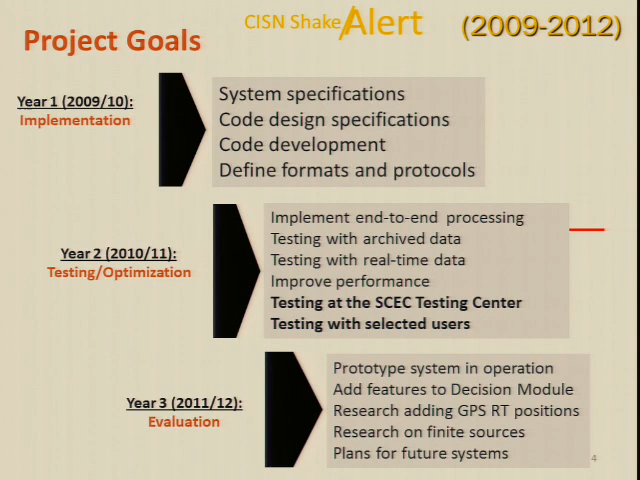 Project Goals
CISN ShakeAlert
(2009-2012)
Year 1 (2009/10):
Implementation
System specifications
Code design specifications
Code development
Define formats and protocols
Year 2 (2010/11):
Testing/Optimization
Implement end-to-end processing
Testing with archived data
Testing with real-time data
Improve performance
Testing at the SCEC Testing Center
Testing with selected users
Year 3 (2011/12):
Evaluation
Prototype system in operation
Add features to Decision Module
Research adding GPS RT positions
Research on finite sources
Plans for future systems
4